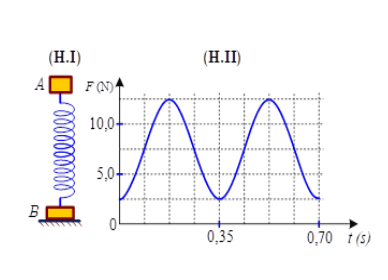 (H.I) (H.II)
A F (N)
10,0
5,0
B
0
0,35 0,70 t (s)